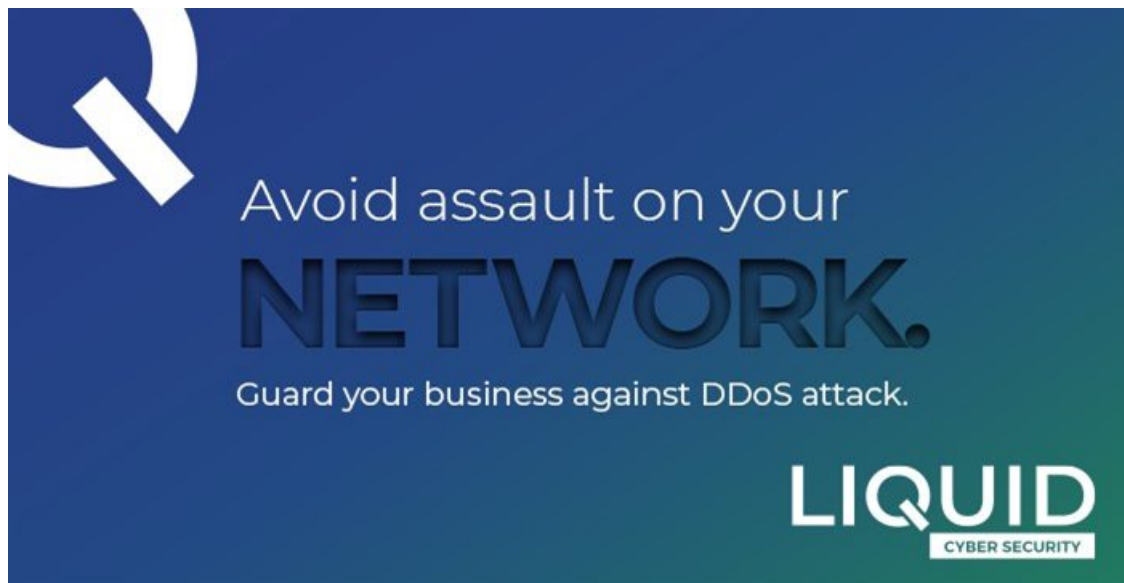 Avoid assault on your
NETWORK.
Guard your business against DDoS attack.
LIQUID
CYBER SECURITY